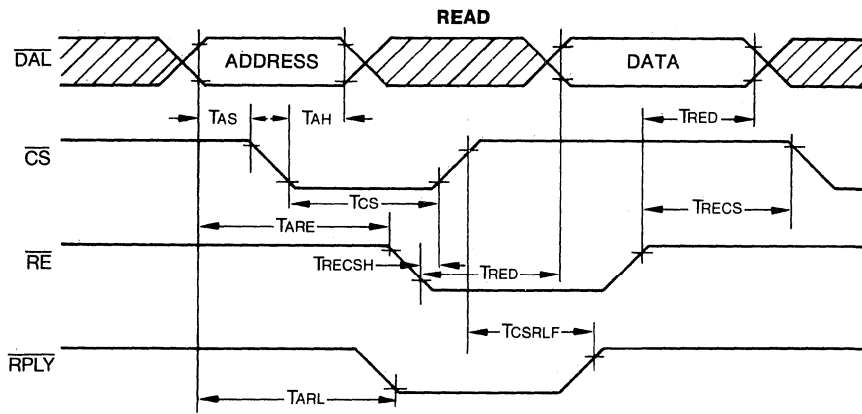 READ
DAL ADDRESS DATA
TAS TAH TRED
CS
TCS TRECS
TARE
RE
TRECSH TRED
TCSRLF
RPLY
TARL